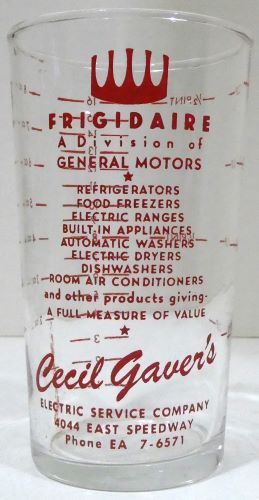 FRIGIDAIRE
A Division of
GENERAL MOTORS
REFRIGERATORS
FOOD FREEZERS
ELECTRIC RANGES
BUILT-IN APPLIANCES
AUTOMATIC WASHERS
ELECTRIC DRYERS
DISHWASHERS
ROOM AIR CONDITIONERS
and other products giving-
A FULL MEASURE OF VALUE
Cecil Gaver's
ELECTRIC SERVICE COMPANY
4044 EAST SPEEDWAY
Phone EA 7-6571